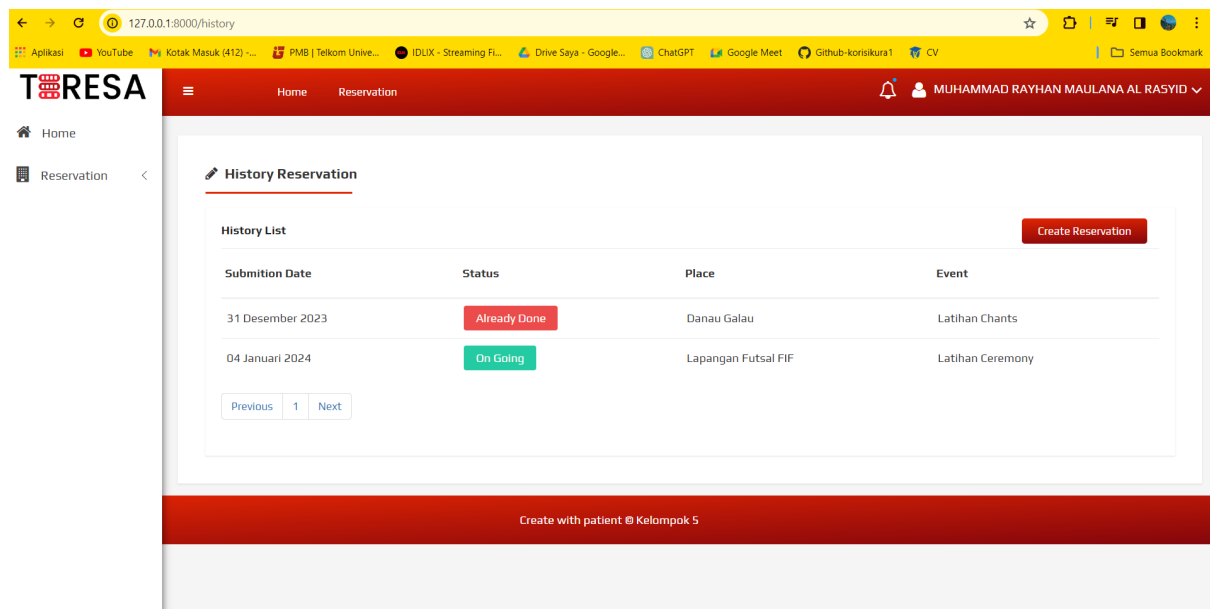 127.0.0.1:8000/history
Aplikasi YouTube Kotak Masuk (412) -... PMB | Telkom Unive... IDLIX - Streaming Fi... Drive Saya - Google... ChatGPT Google Meet Github-korisikura1 CV Semua Bookmark
TERESA Home Reservation MUHAMMAD RAYHAN MAULANA AL RASYID
Home
Reservation
History Reservation
History List Create Reservation
Submition Date Status Place Event
31 Desember 2023 Already Done Danau Galau Latihan Chants
04 Januari 2024 On Going Lapangan Futsal FIF Latihan Ceremony
Previous 1 Next
Create with patient © Kelompok 5